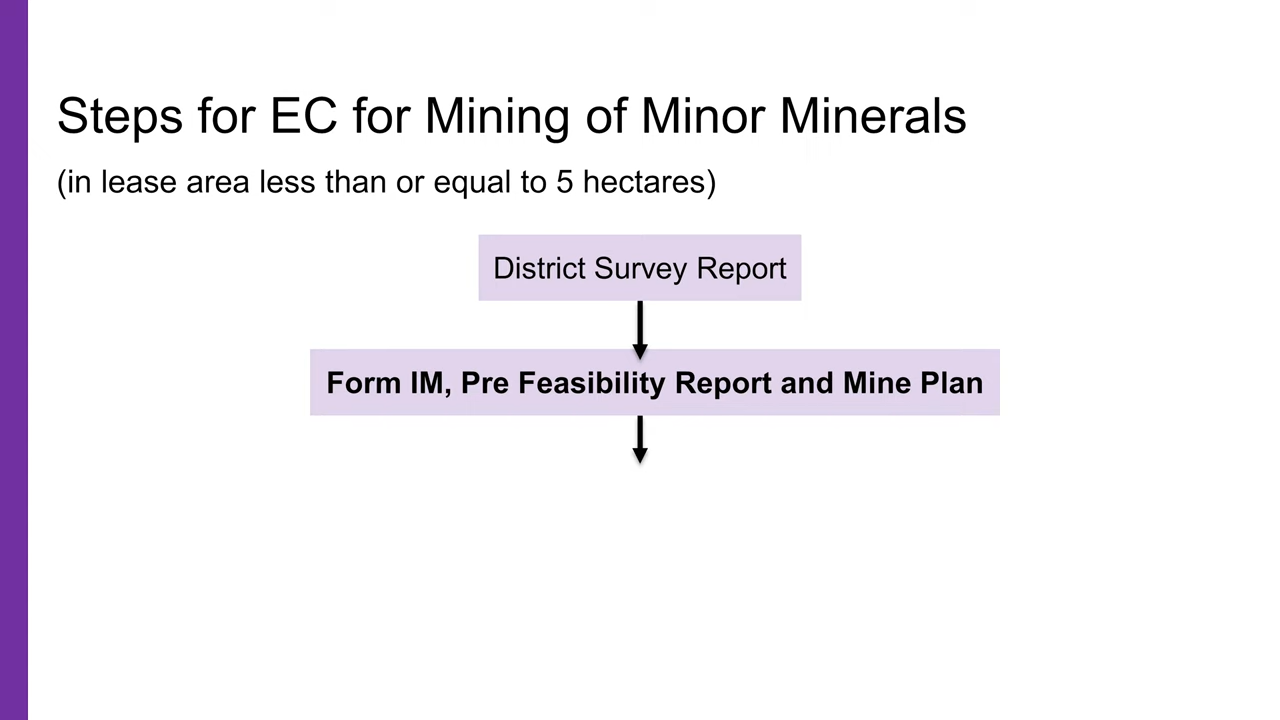 Steps for EC for Mining of Minor Minerals
(in lease area less than or equal to 5 hectares)
District Survey Report
Form IM, Pre Feasibility Report and Mine Plan